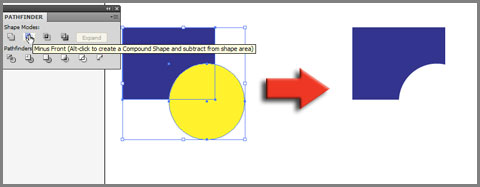 PATHFINDER
Shape Modes:
Expand
Minus Front (Alt-click to create a Compound Shape and subtract from shape area)
Pathfinders